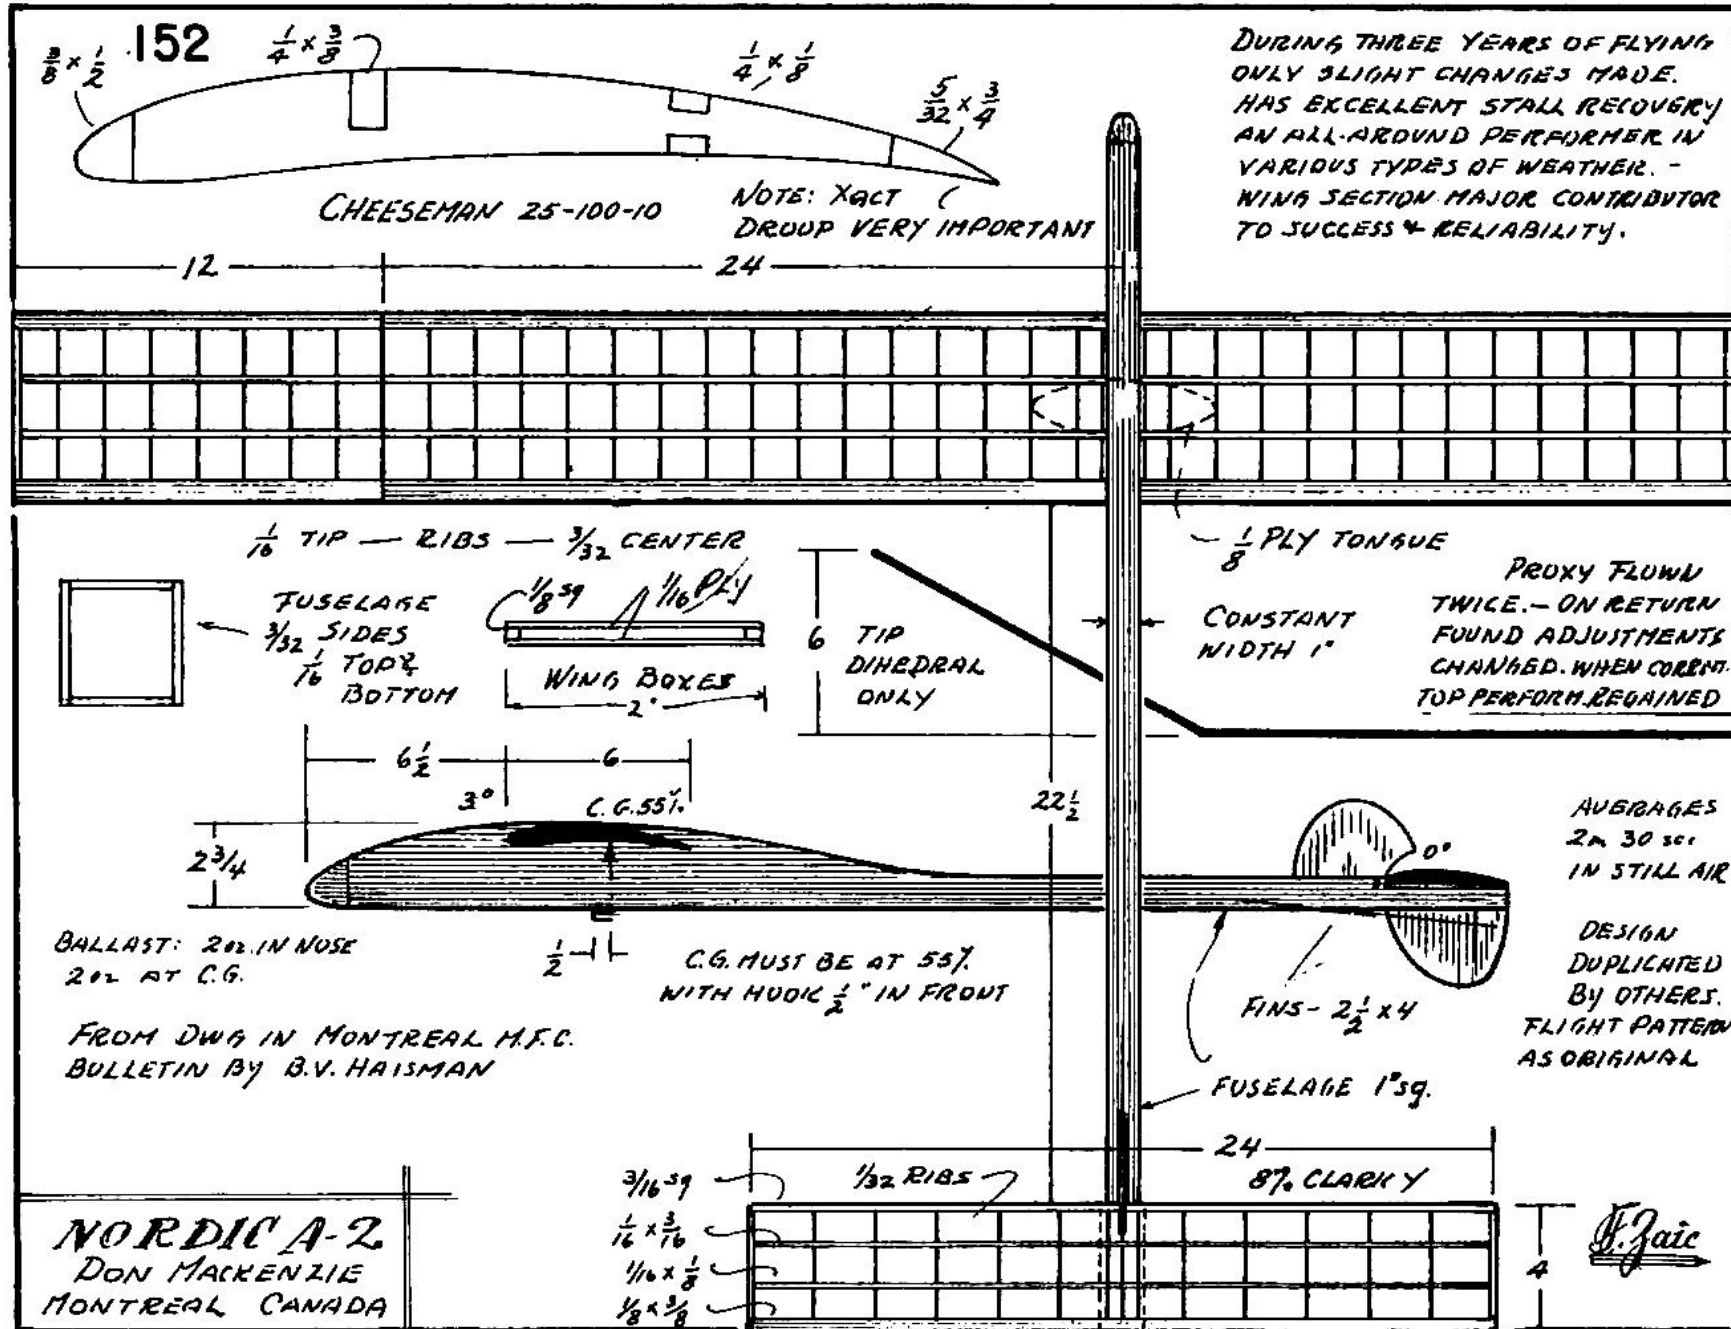 152
3/8 x 1/2
1/4 x 3/8
1/4 x 1/8
5/32 x 3/4
CHEESEMAN 25-100-10
NOTE: XACT
DROUP VERY IMPORTANT
DURING THREE YEARS OF FLYING
ONLY SLIGHT CHANGES MADE.
HAS EXCELLENT STALL RECOVERY
AN ALL-AROUND PERFORMER IN
VARIOUS TYPES OF WEATHER. -
WING SECTION MAJOR CONTRIBUTOR
TO SUCCESS & RELIABILITY.
12
24
1/16 TIP — RIBS — 3/32 CENTER
1/8 PLY TONGUE
FUSELAGE
3/32 SIDES
1/16 TOP &
BOTTOM
1/8 sq
1/16 PLY
WING BOXES
2"
6
TIP
DIHEDRAL
ONLY
CONSTANT
WIDTH 1"
PROXY FLOWN
TWICE. - ON RETURN
FOUND ADJUSTMENTS
CHANGED. WHEN
TOP PERFORM. REGAINED
6 1/2
6
3°
C.G. 55%
2 3/4
22 1/2
0°
AVERAGES
2m 30 sec
IN STILL AIR
BALLAST: 2oz. IN NOSE
2oz AT C.G.
1/2
C.G. MUST BE AT 55%
WITH HOOK 1/2" IN FRONT
FINS - 2 1/2 x 4
DESIGN
DUPLICATED
BY OTHERS.
FLIGHT PATTERN
AS ORIGINAL
FROM DWG IN MONTREAL M.F.C.
BULLETIN BY B.V. HAISMAN
FUSELAGE 1" sq.
24
3/16 sq
1/32 RIBS
8% CLARK Y
1/16 x 3/16
1/16 x 1/8
1/8 x 3/8
4
NORDIC A-2
DON MACKENZIE
MONTREAL CANADA
F. Zaic